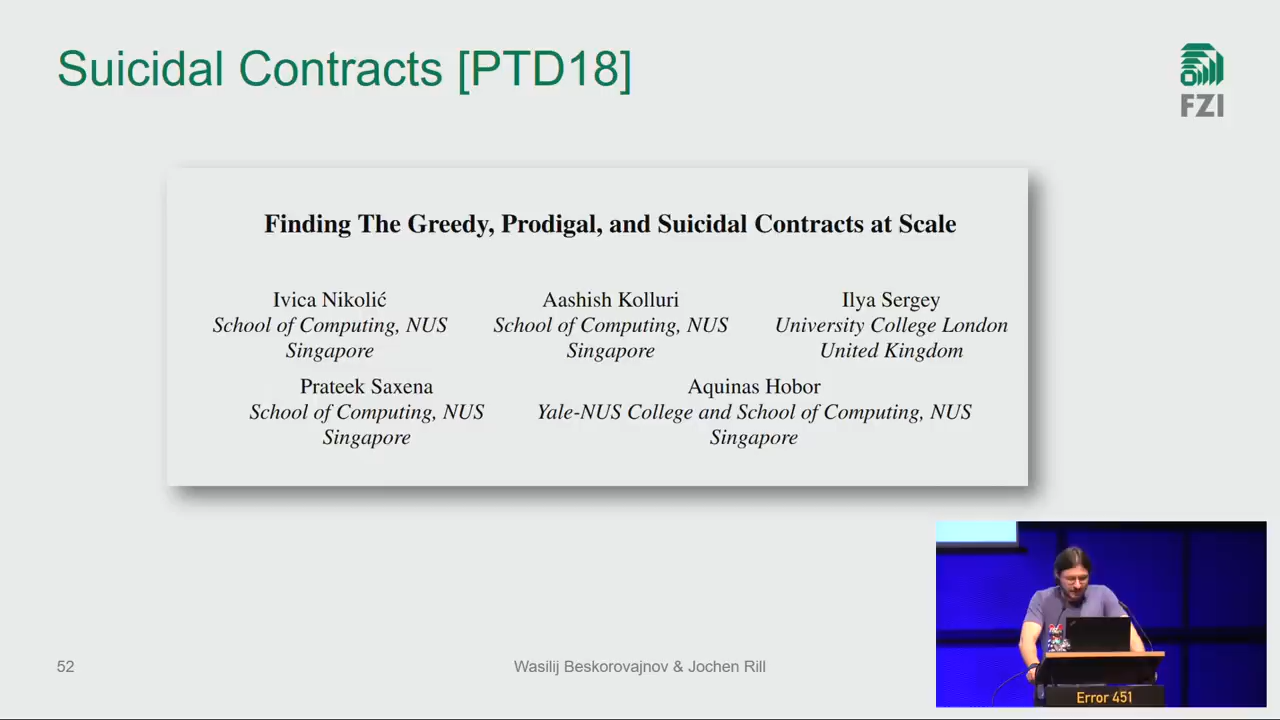 Suicidal Contracts [PTD18]
FZI
Finding The Greedy, Prodigal, and Suicidal Contracts at Scale
Ivica Nikolić
School of Computing, NUS
Singapore
Aashish Kolluri
School of Computing, NUS
Singapore
Ilya Sergey
University College London
United Kingdom
Prateek Saxena
School of Computing, NUS
Singapore
Aquinas Hobor
Yale-NUS College and School of Computing, NUS
Singapore
52
Wasilij Beskorovajnov & Jochen Rill
Error 451